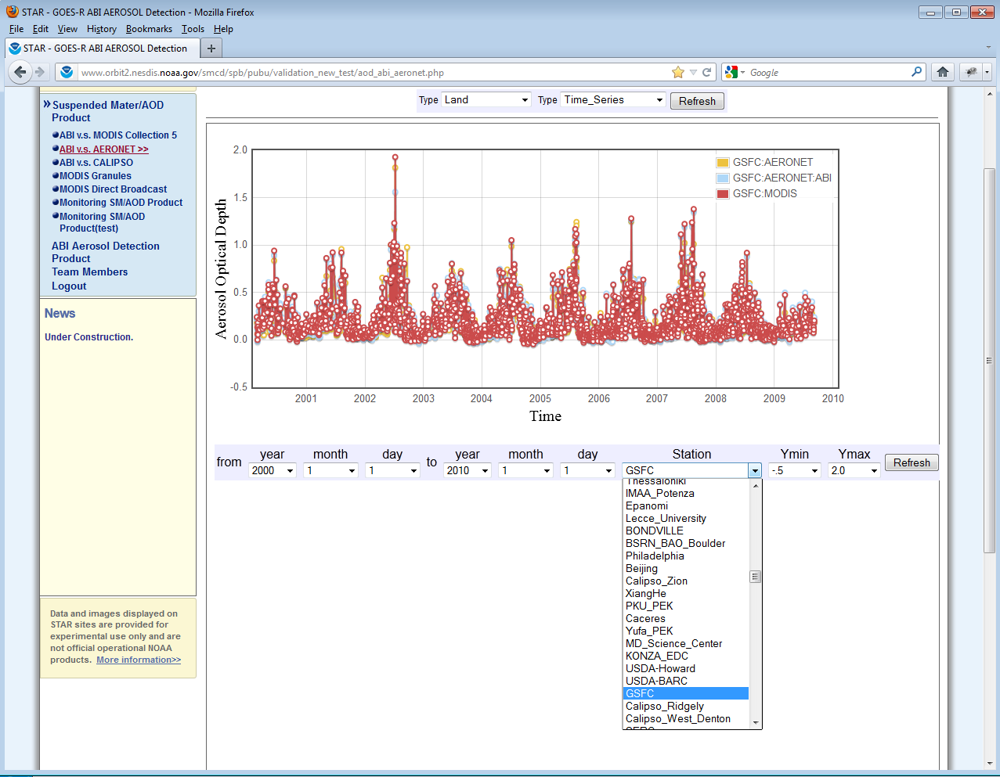 STAR - GOES-R ABI AEROSOL Detection - Mozilla Firefox
File Edit View History Bookmarks Tools Help
STAR - GOES-R ABI AEROSOL Detection
www.orbit2.nesdis.noaa.gov/smcd/spb/pubu/validation_new_test/aod_abi_aeronet.php
Google
Suspended Mater/AOD
Product
ABI v.s. MODIS Collection 5
ABI v.s. AERONET >>
ABI v.s. CALIPSO
MODIS Granules
MODIS Direct Broadcast
Monitoring SM/AOD Product
Monitoring SM/AOD
Product(test)
ABI Aerosol Detection
Product
Team Members
Logout
News
Under Construction.
Data and images displayed on
STAR sites are provided for
experimental use only and are
not official operational NOAA
products. More information>>
Type Land Type Time_Series Refresh
2.0
1.5
1.0
0.5
0.0
-0.5
Aerosol Optical Depth
GSFC:AERONET
GSFC:AERONET:ABI
GSFC:MODIS
2001 2002 2003 2004 2005 2006 2007 2008 2009 2010
Time
year month day year month day Station Ymin Ymax
from 2000 1 1 to 2010 1 1 GSFC -.5 2.0 Refresh
Thessaloniki
IMAA_Potenza
Epanomi
Lecce_University
BONDVILLE
BSRN_BAO_Boulder
Philadelphia
Beijing
Calipso_Zion
XiangHe
PKU_PEK
Caceres
Yufa_PEK
MD_Science_Center
KONZA_EDC
USDA-Howard
USDA-BARC
GSFC
Calipso_Ridgely
Calipso_West_Denton